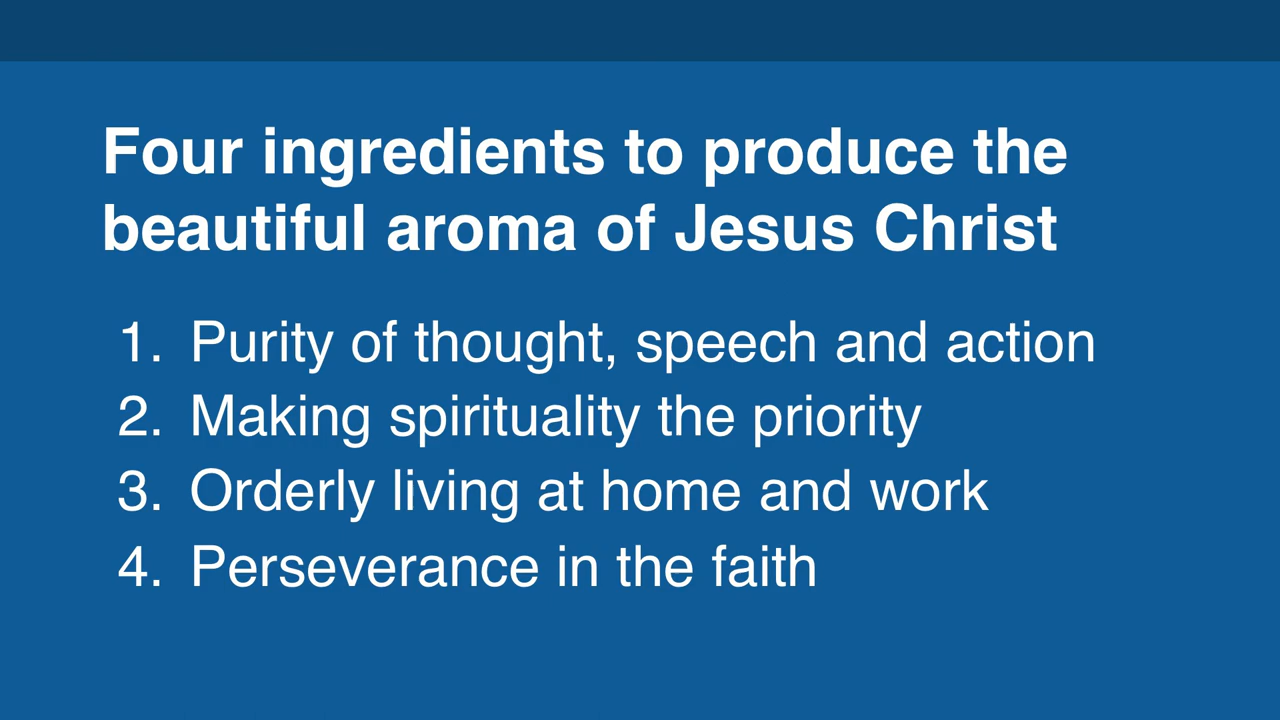 Four ingredients to produce the
beautiful aroma of Jesus Christ
1. Purity of thought, speech and action
2. Making spirituality the priority
3. Orderly living at home and work
4. Perseverance in the faith